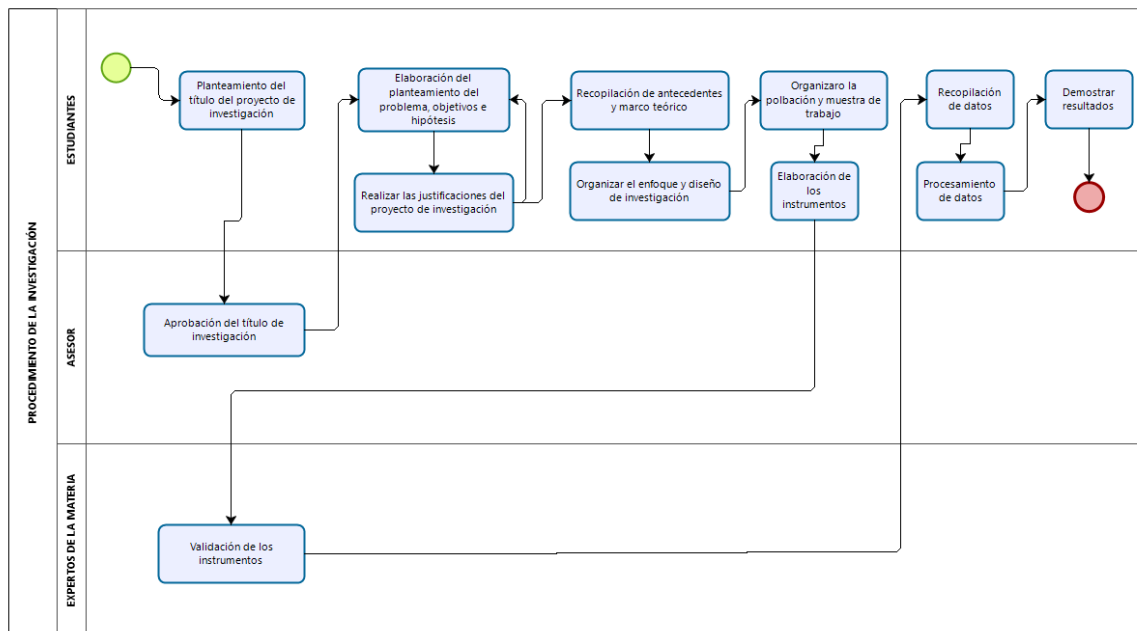 PROCEDIMIENTO DE LA INVESTIGACIÓN
ESTUDIANTES
Planteamiento del
título del proyecto de
investigación
Elaboración del
planteamiento del
problema, objetivos e
hipótesis
Realizar las justificaciones del
proyecto de investigación
Recopilación de antecedentes
y marco teórico
Organizar el enfoque y diseño
de investigación
Organizaro la
polbación y muestra de
trabajo
Elaboración de
los
instrumentos
Recopilación
de datos
Procesamiento
de datos
Demostrar
resultados
ASESOR
Aprobación del título de
investigación
EXPERTOS DE LA MATERIA
Validación de los
instrumentos